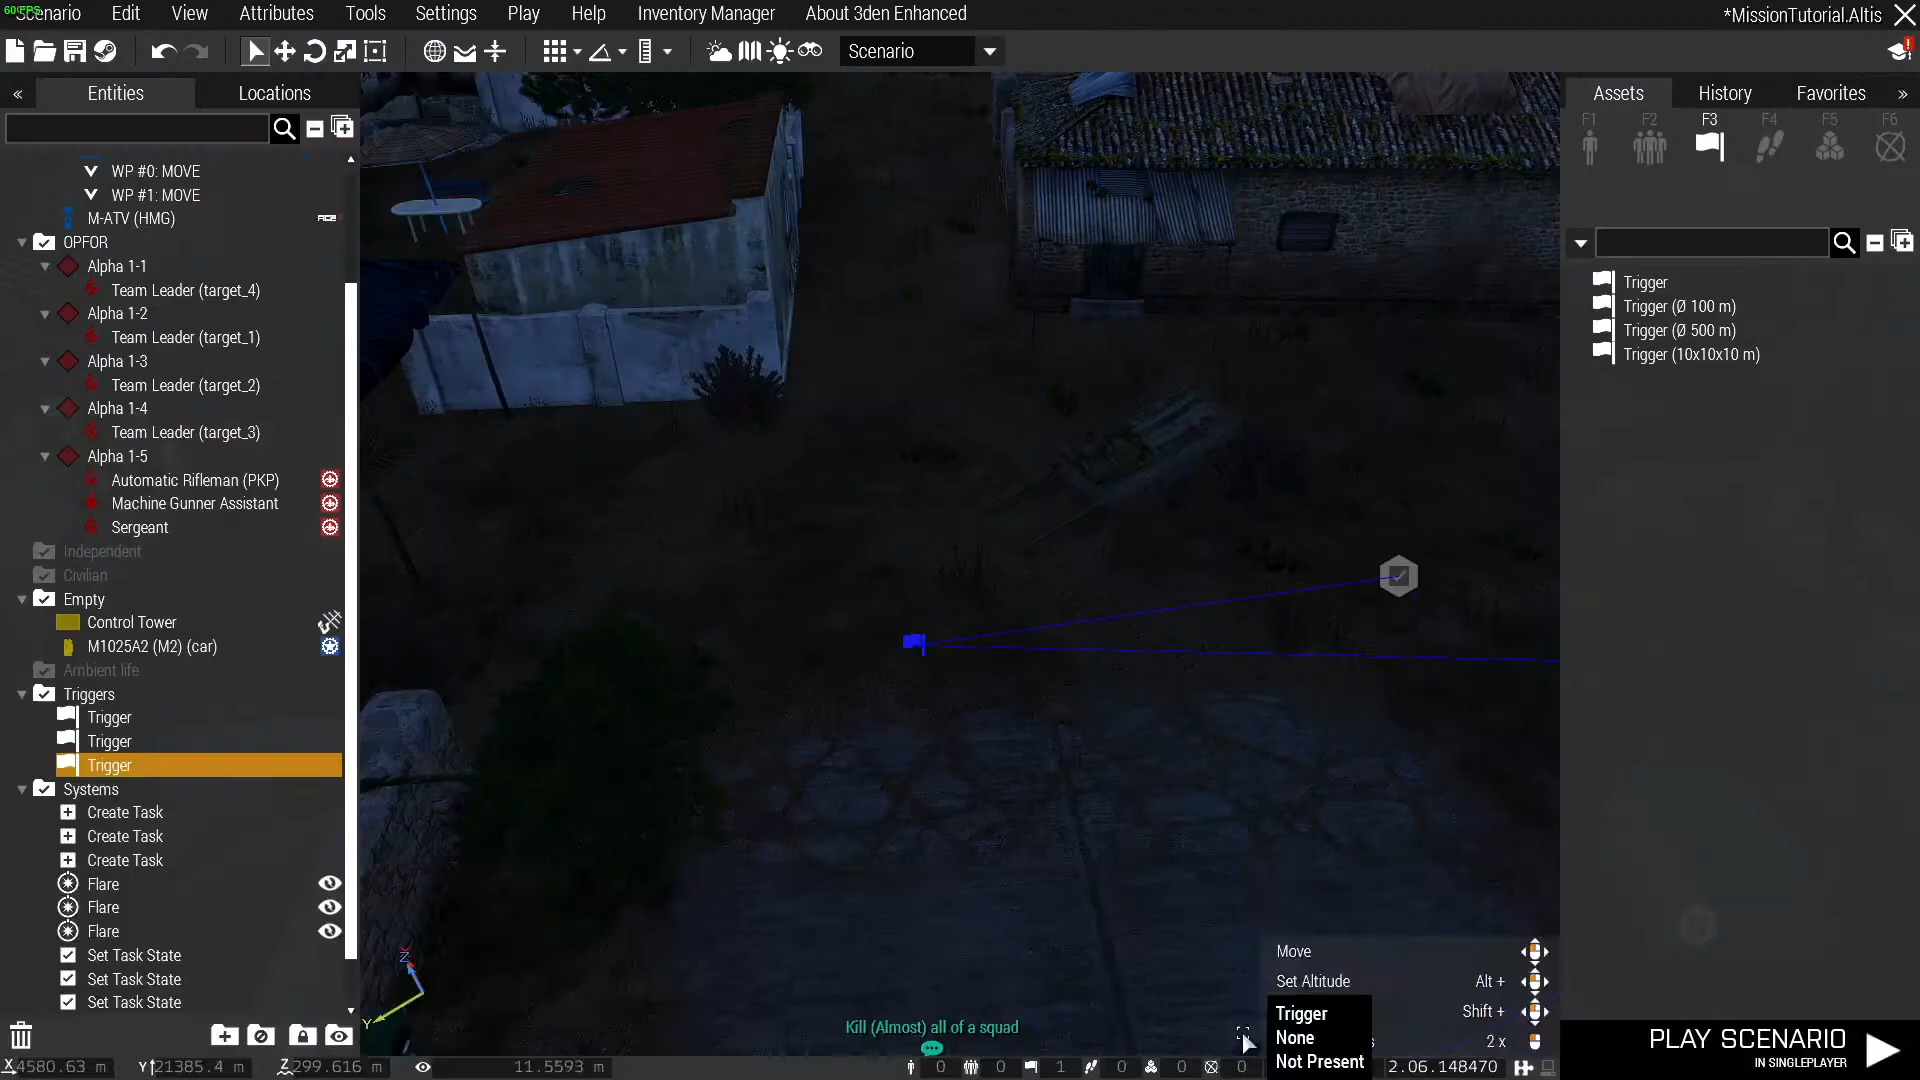 60 FPS
Scenario Edit View Attributes Tools Settings Play Help Inventory Manager About 3den Enhanced
*MissionTutorial.Altis
Scenario
Entities
Locations
WP #0: MOVE
WP #1: MOVE
M-ATV (HMG)
OPFOR
Alpha 1-1
Team Leader (target_4)
Alpha 1-2
Team Leader (target_1)
Alpha 1-3
Team Leader (target_2)
Alpha 1-4
Team Leader (target_3)
Alpha 1-5
Automatic Rifleman (PKP)
Machine Gunner Assistant
Sergeant
Independent
Civilian
Empty
Control Tower
M1025A2 (M2) (car)
Ambient life
Triggers
Trigger
Trigger
Trigger
Systems
Create Task
Create Task
Create Task
Flare
Flare
Flare
Set Task State
Set Task State
Set Task State
Assets
History
Favorites
F1 F2 F3 F4 F5 F6
Trigger
Trigger (Ø 100 m)
Trigger (Ø 500 m)
Trigger (10x10x10 m)
Move
Set Altitude Alt +
Shift +
2 x
Trigger
None
Not Present
Kill (Almost) all of a squad
X 4580.63 m Y 21385.4 m Z 299.616 m 11.5593 m
0 0 1 0 0 0
2.06.148470
PLAY SCENARIO
IN SINGLEPLAYER